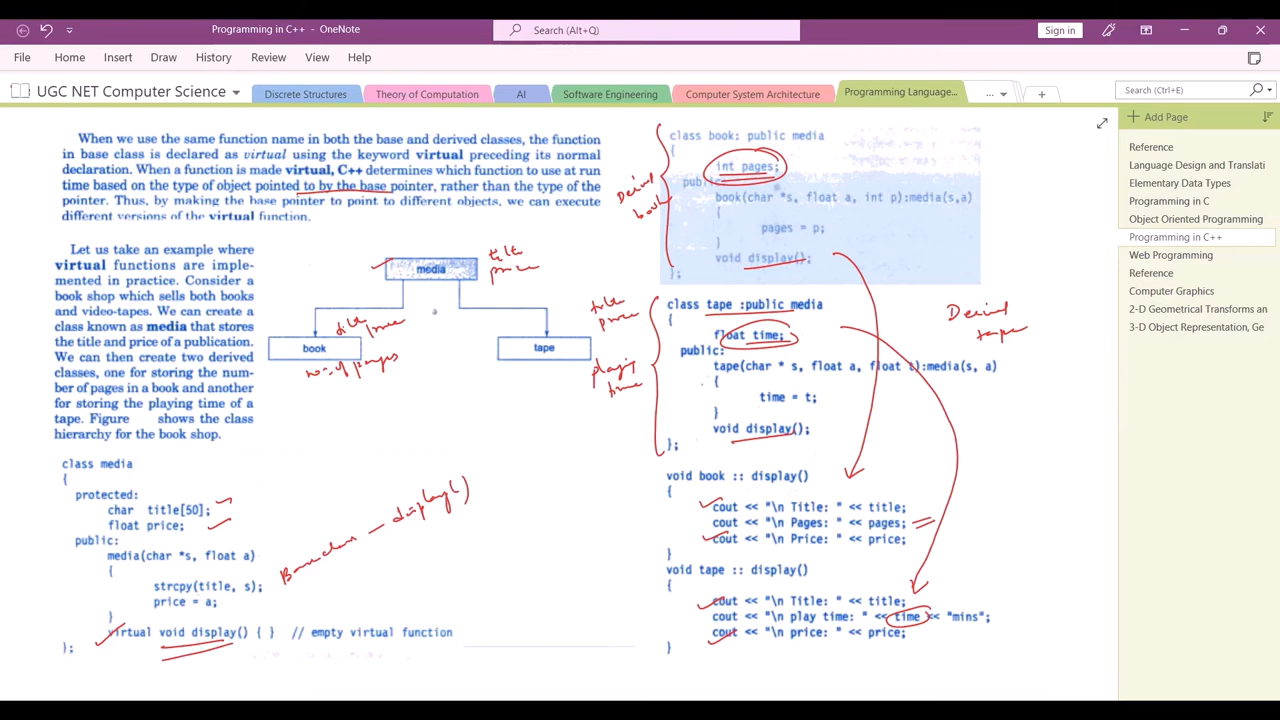 Programming in C++ - OneNote
Search (Alt+Q)
Sign in
File Home Insert Draw History Review View Help
UGC NET Computer Science
Discrete Structures
Theory of Computation
AI
Software Engineering
Computer System Architecture
Programming Language...
...
Search (Ctrl+E)
Add Page
Reference
Language Design and Translati
Elementary Data Types
Programming in C
Object Oriented Programming
Programming in C++
Web Programming
Reference
Computer Graphics
2-D Geometrical Transforms an
3-D Object Representation, Ge
When we use the same function name in both the base and derived classes, the function
in base class is declared as virtual using the keyword virtual preceding its normal
declaration. When a function is made virtual, C++ determines which function to use at run
time based on the type of object pointed to by the base pointer, rather than the type of the
pointer. Thus, by making the base pointer to point to different objects, we can execute
different versions of the virtual function.
Let us take an example where
virtual functions are imple-
mented in practice. Consider a
book shop which sells both books
and video-tapes. We can create a
class known as media that stores
the title and price of a publication.
We can then create two derived
classes, one for storing the num-
ber of pages in a book and another
for storing the playing time of a
tape. Figure shows the class
hierarchy for the book shop.
media
title
price
book
title price
no. of pages
tape
class media
{
protected:
char title[50];
float price;
public:
media(char *s, float a)
{
strcpy(title, s);
price = a;
}
virtual void display() { } // empty virtual function
};
Base class - display()
class book: public media
{
int pages;
public:
book(char *s, float a, int p):media(s,a)
{
pages = p;
}
void display();
};
Derived
book
class tape :public media
{
float time;
public:
tape(char * s, float a, float t):media(s, a)
{
time = t;
}
void display();
};
title
price
playing
time
Derived
tape
void book :: display()
{
cout << "\n Title: " << title;
cout << "\n Pages: " << pages;
cout << "\n Price: " << price;
}
void tape :: display()
{
cout << "\n Title: " << title;
cout << "\n play time: " << time << "mins";
cout << "\n price: " << price;
}